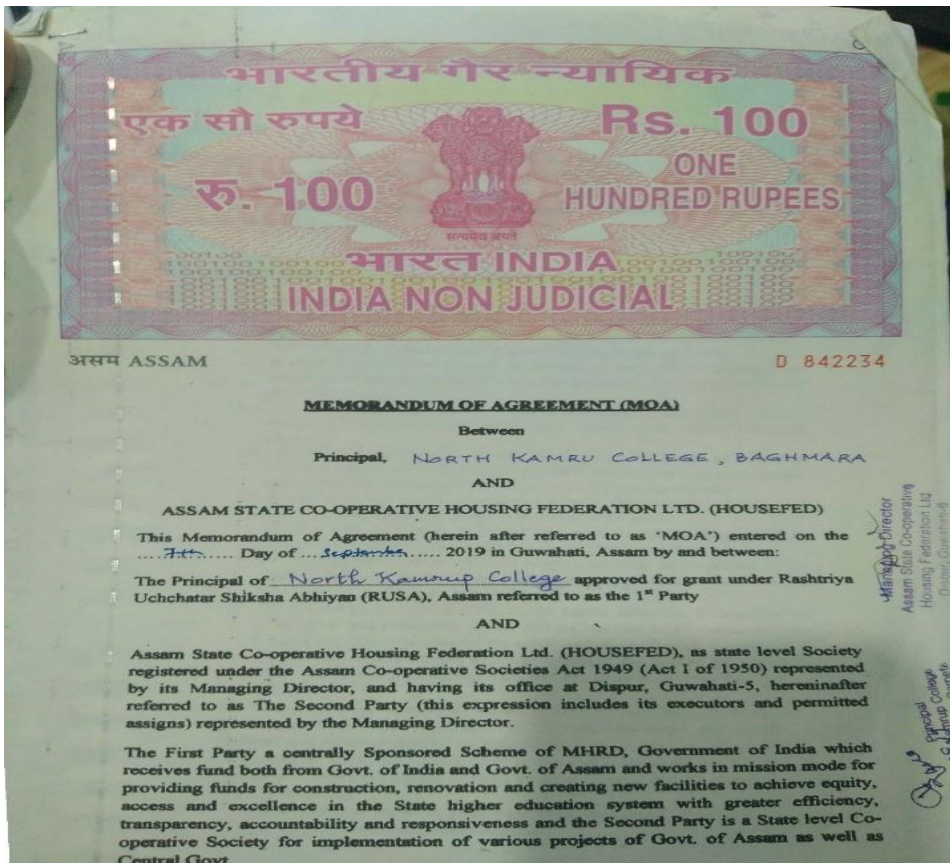 भारतीय गैर न्यायिक
एक सौ रुपये
Rs. 100
रु. 100
ONE
HUNDRED RUPEES
सत्यमेव जयते
भारत INDIA
INDIA NON JUDICIAL
असम ASSAM
D 842234
MEMORANDUM OF AGREEMENT (MOA)
Between
Principal, NORTH KAMRU COLLEGE, BAGHMARA
AND
ASSAM STATE CO-OPERATIVE HOUSING FEDERATION LTD. (HOUSEFED)
This Memorandum of Agreement (herein after referred to as 'MOA') entered on the
....7th..... Day of ...September..... 2019 in Guwahati, Assam by and between:
The Principal of North Kamrup College approved for grant under Rashtriya
Uchchatar Shiksha Abhiyan (RUSA), Assam referred to as the 1st Party
AND
Assam State Co-operative Housing Federation Ltd. (HOUSEFED), as state level Society
registered under the Assam Co-operative Societies Act 1949 (Act I of 1950) represented
by its Managing Director, and having its office at Dispur, Guwahati-5, hereninafter
referred to as The Second Party (this expression includes its executors and permitted
assigns) represented by the Managing Director.
The First Party a centrally Sponsored Scheme of MHRD, Government of India which
receives fund both from Govt. of India and Govt. of Assam and works in mission mode for
providing funds for construction, renovation and creating new facilities to achieve equity,
access and excellence in the State higher education system with greater efficiency,
transparency, accountability and responsiveness and the Second Party is a State level Co-
operative Society for implementation of various projects of Govt. of Assam as well as
Central Govt
Managing Director
Assam State Co-operative
Housing Federation Ltd
Principal
College